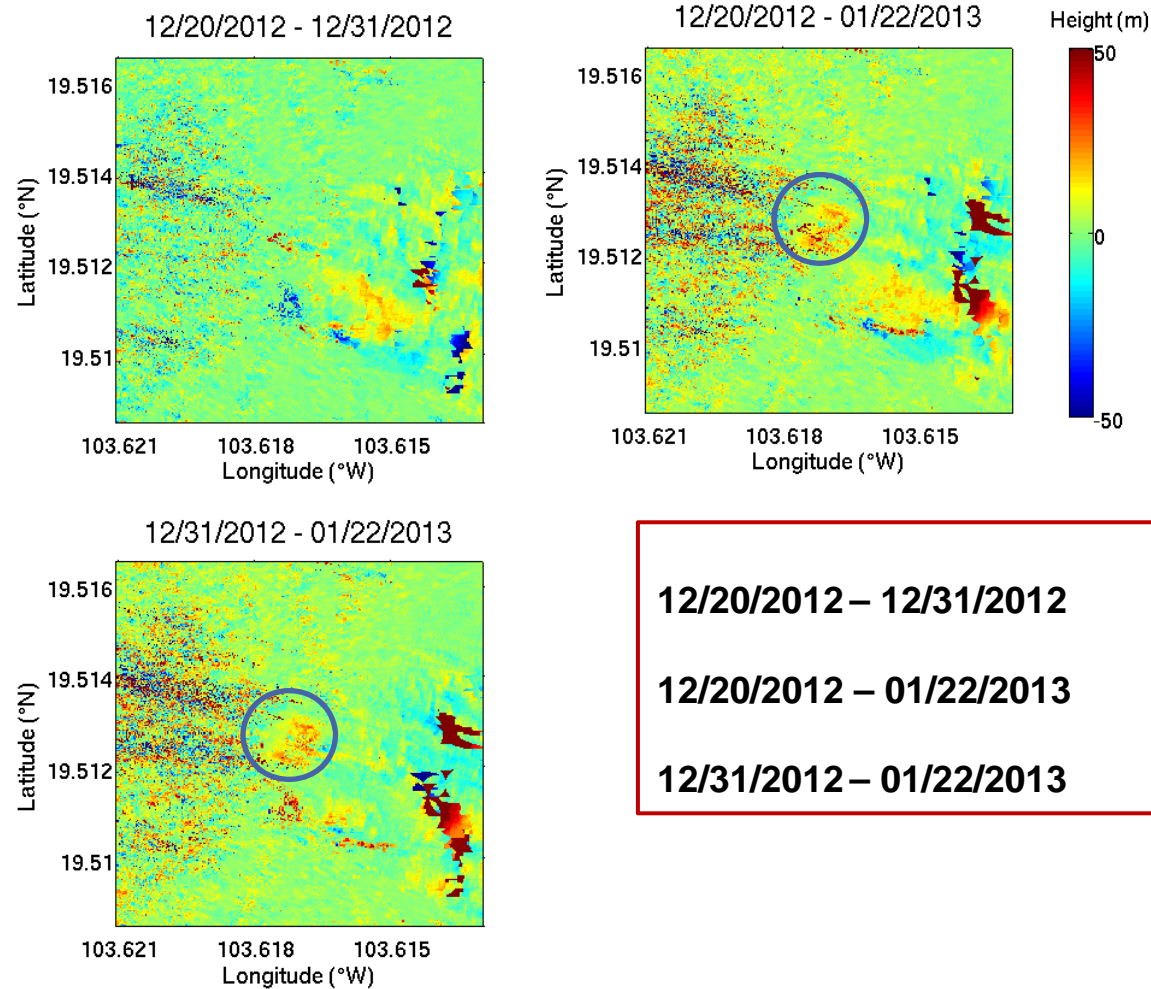 12/20/2012 - 12/31/2012
19.516
19.514
19.512
19.51
Latitude (°N)
103.621 103.618 103.615
Longitude (°W)
12/20/2012 - 01/22/2013
19.516
19.514
19.512
19.51
Latitude (°N)
103.621 103.618 103.615
Longitude (°W)
Height (m)
50
0
-50
12/31/2012 - 01/22/2013
19.516
19.514
19.512
19.51
Latitude (°N)
103.621 103.618 103.615
Longitude (°W)
12/20/2012 – 12/31/2012
12/20/2012 – 01/22/2013
12/31/2012 – 01/22/2013